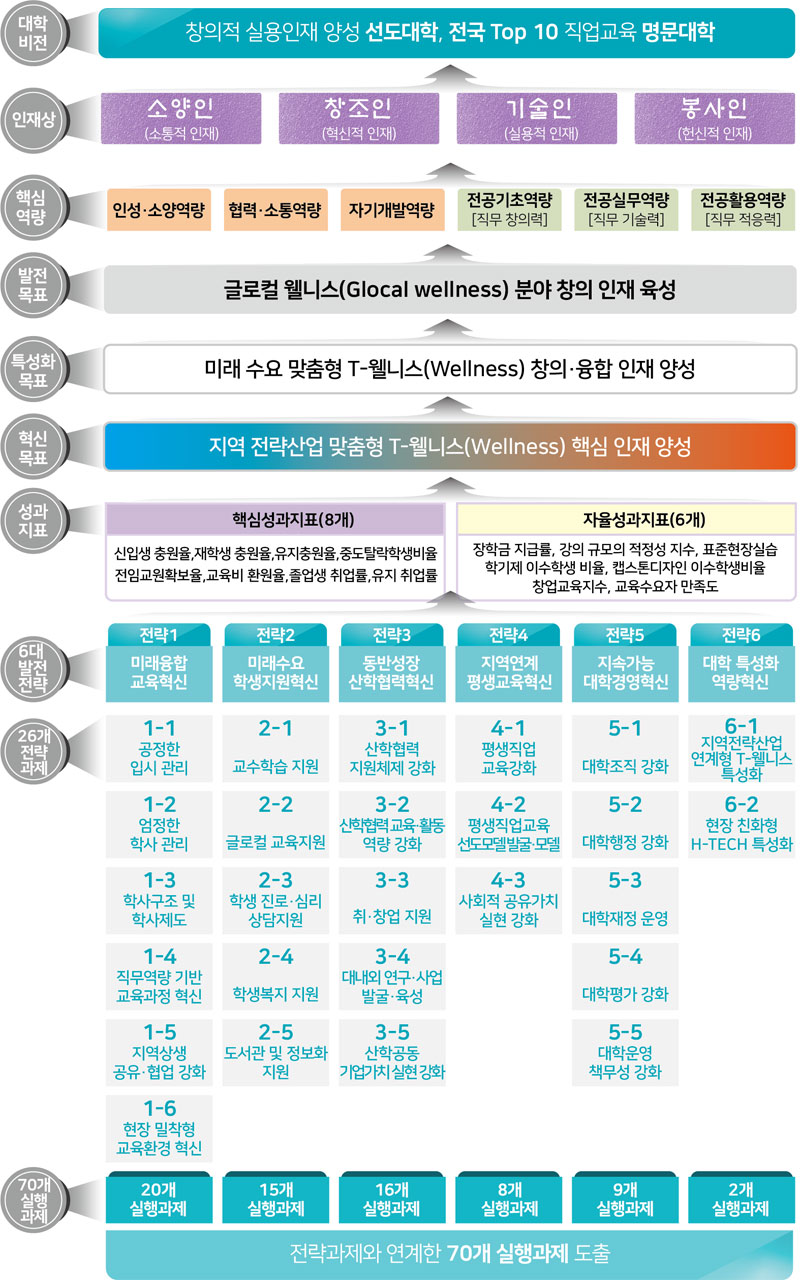 대학
비전
창의적 실용인재 양성 선도대학, 전국 Top 10 직업교육 명문대학
인재상
소양인
(소통적 인재)
창조인
(혁신적 인재)
기술인
(실용적 인재)
봉사인
(헌신적 인재)
핵심
역량
인성·소양역량
협력·소통역량
자기개발역량
전공기초역량
[직무 창의력]
전공실무역량
[직무 기술력]
전공활용역량
[직무 적응력]
발전
목표
글로컬 웰니스(Glocal wellness) 분야 창의 인재 육성
특성화
목표
미래 수요 맞춤형 T-웰니스(Wellness) 창의·융합 인재 양성
혁신
목표
지역 전략산업 맞춤형 T-웰니스(Wellness) 핵심 인재 양성
성과
지표
핵심성과지표(8개)
신입생 충원율,재학생 충원율,유지충원율,중도탈락학생비율
전임교원확보율,교육비 환원율,졸업생 취업률,유지 취업률
자율성과지표(6개)
장학금 지급률, 강의 규모의 적정성 지수, 표준현장실습
학기제 이수학생 비율, 캡스톤디자인 이수학생비율
창업교육지수, 교육수요자 만족도
6대
발전
전략
전략1
미래융합
교육혁신
전략2
미래수요
학생지원혁신
전략3
동반성장
산학협력혁신
전략4
지역연계
평생교육혁신
전략5
지속가능
대학경영혁신
전략6
대학 특성화
역량혁신
26개
전략
과제
1-1
공정한
입시 관리
2-1
교수학습 지원
3-1
산학협력
지원체제 강화
4-1
평생직업
교육강화
5-1
대학조직 강화
6-1
지역전략산업
연계형 T-웰니스
특성화
1-2
엄정한
학사 관리
2-2
글로컬 교육지원
3-2
산학협력 교육·활동
역량 강화
4-2
평생직업교육
선도모델발굴·모델
5-2
대학행정 강화
6-2
현장 친화형
H-TECH 특성화
1-3
학사구조 및
학사제도
2-3
학생 진로·심리
상담지원
3-3
취·창업 지원
4-3
사회적 공유가치
실현 강화
5-3
대학재정 운영
1-4
직무역량 기반
교육과정 혁신
2-4
학생복지 지원
3-4
대내외 연구·사업
발굴·육성
5-4
대학평가 강화
1-5
지역상생
공유·협업 강화
2-5
도서관 및 정보화
지원
3-5
산학공동
기업가치 실현 강화
5-5
대학운영
책무성 강화
1-6
현장 밀착형
교육환경 혁신
70개
실행
과제
20개
실행과제
15개
실행과제
16개
실행과제
8개
실행과제
9개
실행과제
2개
실행과제
전략과제와 연계한 70개 실행과제 도출